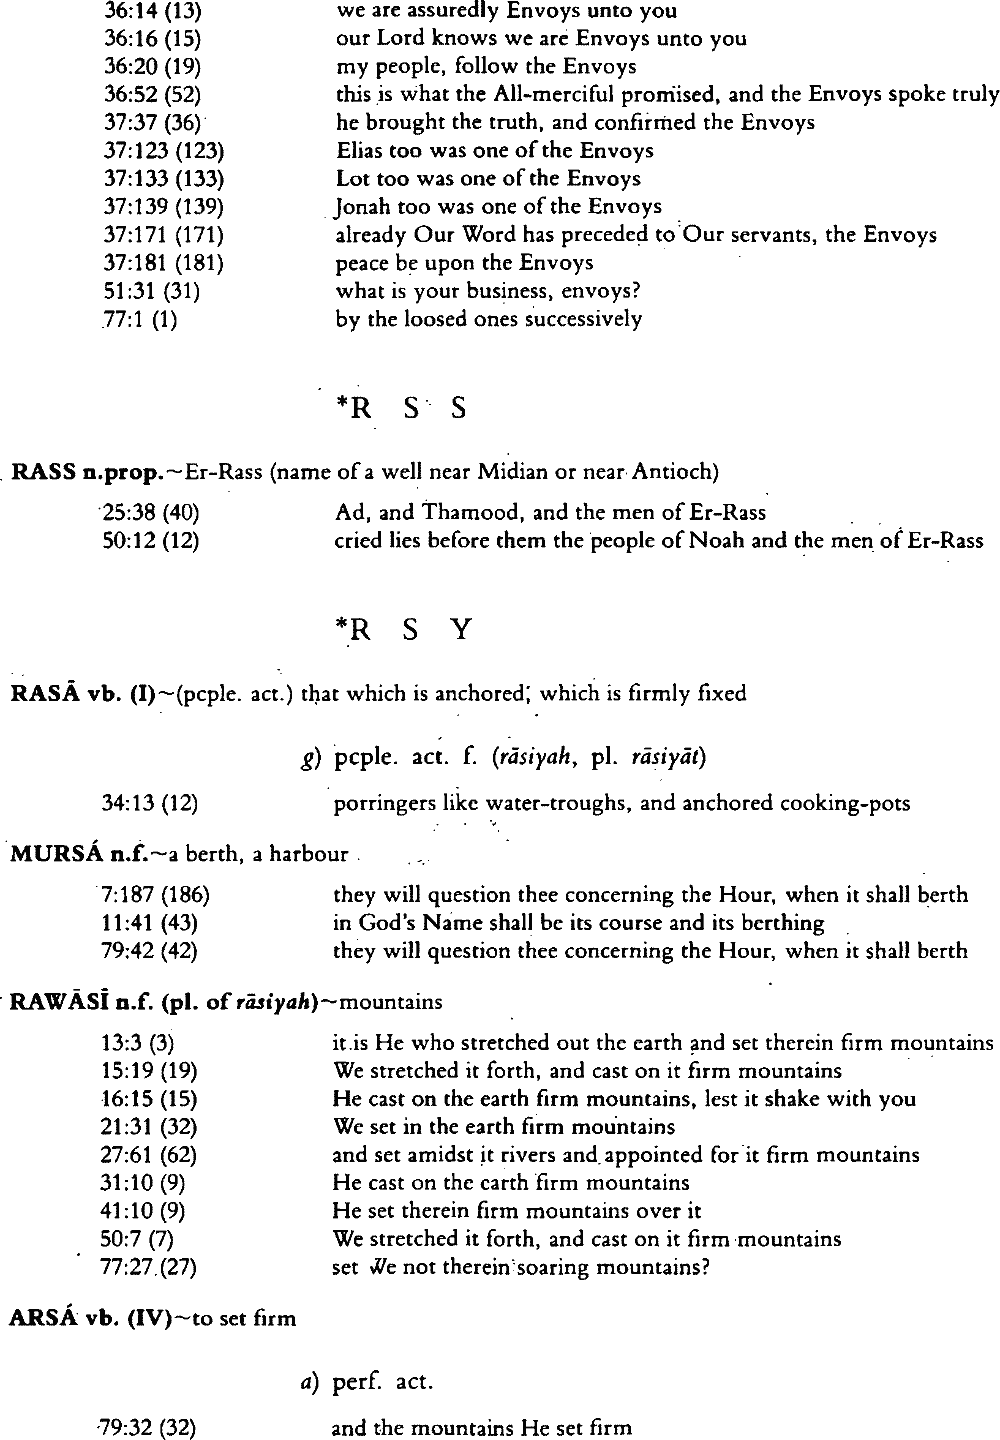 36:14 (13) we are assuredly Envoys unto you
36:16 (15) our Lord knows we are Envoys unto you
36:20 (19) my people, follow the Envoys
36:52 (52) this is what the All-merciful promised, and the Envoys spoke truly
37:37 (36) he brought the truth, and confirmed the Envoys
37:123 (123) Elias too was one of the Envoys
37:133 (133) Lot too was one of the Envoys
37:139 (139) Jonah too was one of the Envoys
37:171 (171) already Our Word has preceded to Our servants, the Envoys
37:181 (181) peace be upon the Envoys
51:31 (31) what is your business, envoys?
77:1 (1) by the loosed ones successively
*R S S
RASS n.prop.~Er-Rass (name of a well near Midian or near Antioch)
25:38 (40) Ad, and Thamood, and the men of Er-Rass
50:12 (12) cried lies before them the people of Noah and the men of Er-Rass
*R S Y
RASĀ vb. (I)~(pcple. act.) that which is anchored; which is firmly fixed
g) pcple. act. f. (rāsiyah, pl. rāsiyāt)
34:13 (12) porringers like water-troughs, and anchored cooking-pots
MURSÁ n.f.~a berth, a harbour
7:187 (186) they will question thee concerning the Hour, when it shall berth
11:41 (43) in God's Name shall be its course and its berthing
79:42 (42) they will question thee concerning the Hour, when it shall berth
RAWĀSĪ n.f. (pl. of rāsiyah)~mountains
13:3 (3) it is He who stretched out the earth and set therein firm mountains
15:19 (19) We stretched it forth, and cast on it firm mountains
16:15 (15) He cast on the earth firm mountains, lest it shake with you
21:31 (32) We set in the earth firm mountains
27:61 (62) and set amidst it rivers and appointed for it firm mountains
31:10 (9) He cast on the earth firm mountains
41:10 (9) He set therein firm mountains over it
50:7 (7) We stretched it forth, and cast on it firm mountains
77:27 (27) set We not therein soaring mountains?
ARSÁ vb. (IV)~to set firm
a) perf. act.
79:32 (32) and the mountains He set firm